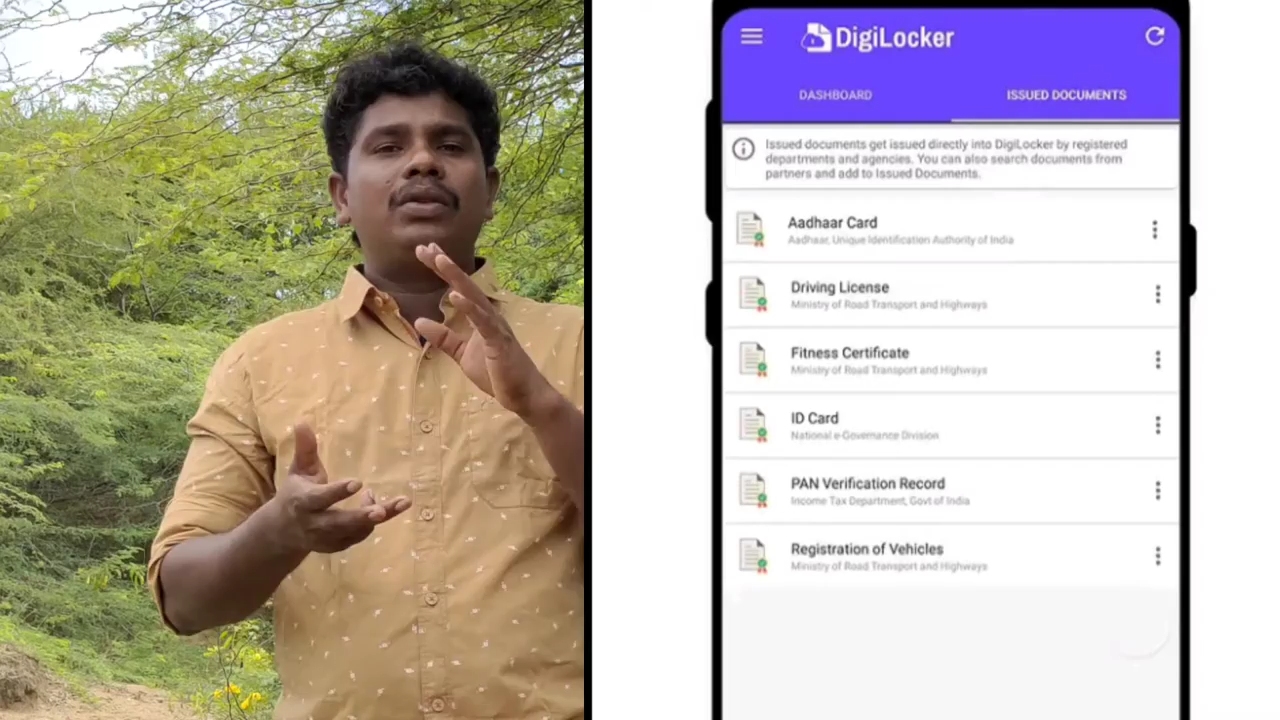 DigiLocker
DASHBOARD
ISSUED DOCUMENTS
Issued documents get issued directly into DigiLocker by registered
departments and agencies. You can also search documents from
partners and add to Issued Documents.
Aadhaar Card
Aadhaar, Unique Identification Authority of India
Driving License
Ministry of Road Transport and Highways
Fitness Certificate
Ministry of Road Transport and Highways
ID Card
National e-Governance Division
PAN Verification Record
Income Tax Department, Govt of India
Registration of Vehicles
Ministry of Road Transport and Highways